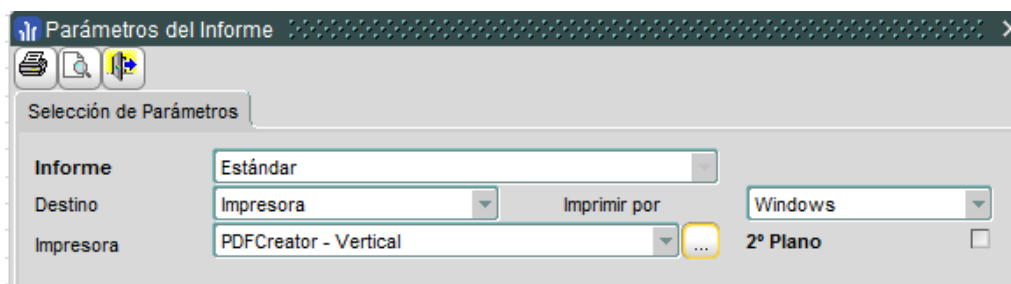 Parámetros del Informe
Selección de Parámetros
Informe Estándar
Destino Impresora Imprimir por Windows
Impresora PDFCreator - Vertical ... 2º Plano